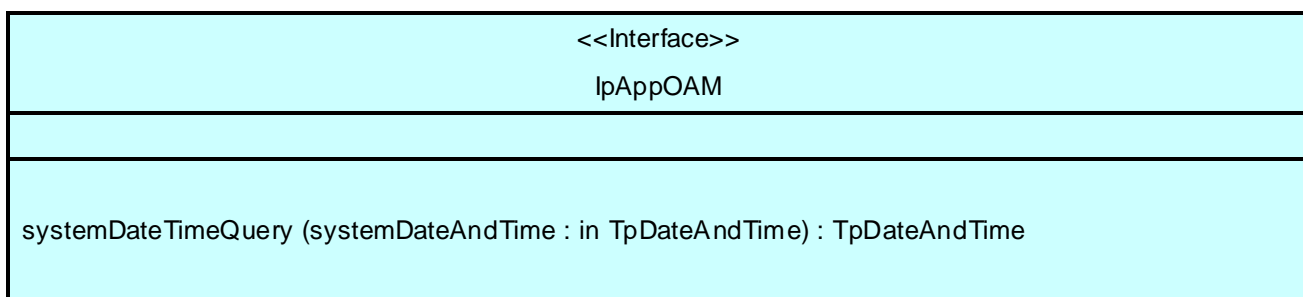 <<Interface>>
IpAppOAM
systemDateTimeQuery (systemDateAndTime : in TpDateAndTime) : TpDateAndTime